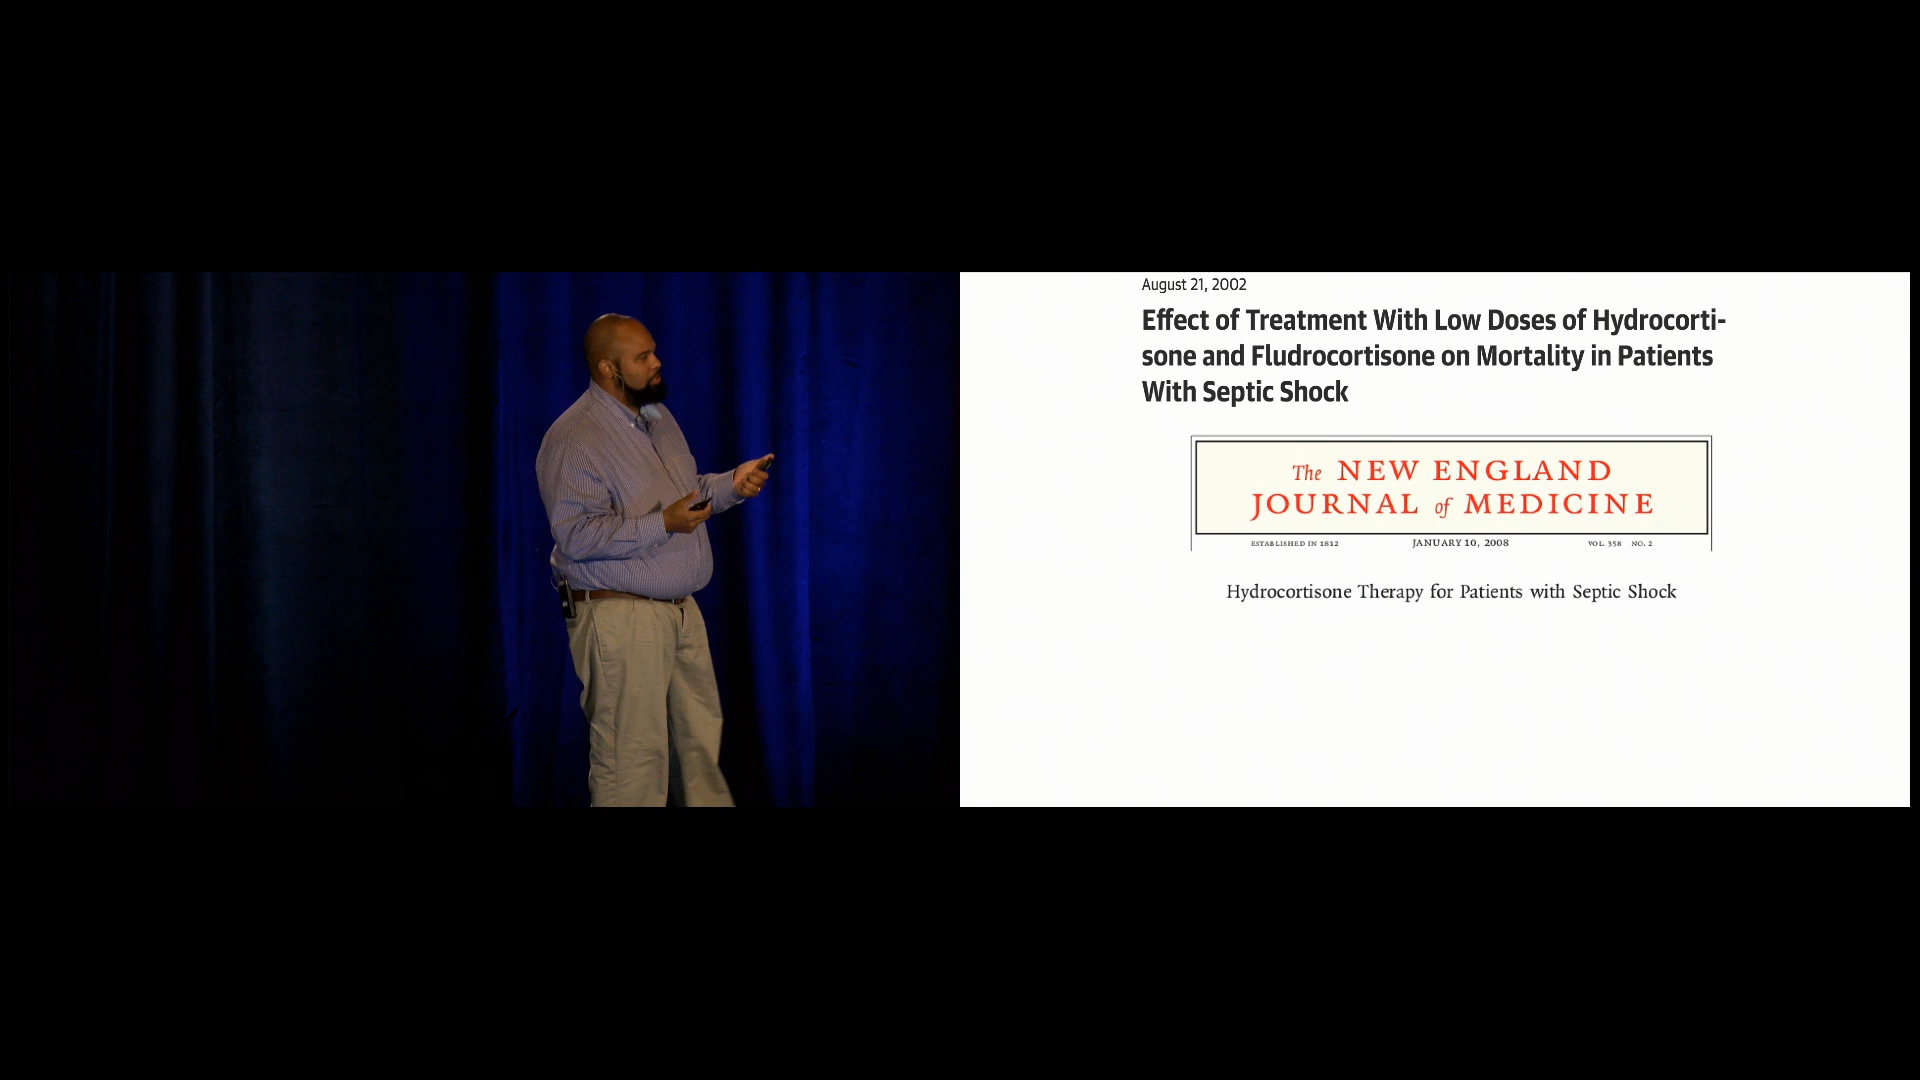 August 21, 2002
Effect of Treatment With Low Doses of Hydrocorti-
sone and Fludrocortisone on Mortality in Patients
With Septic Shock
The NEW ENGLAND
JOURNAL of MEDICINE
ESTABLISHED IN 1812 JANUARY 10, 2008 VOL. 358 NO. 2
Hydrocortisone Therapy for Patients with Septic Shock